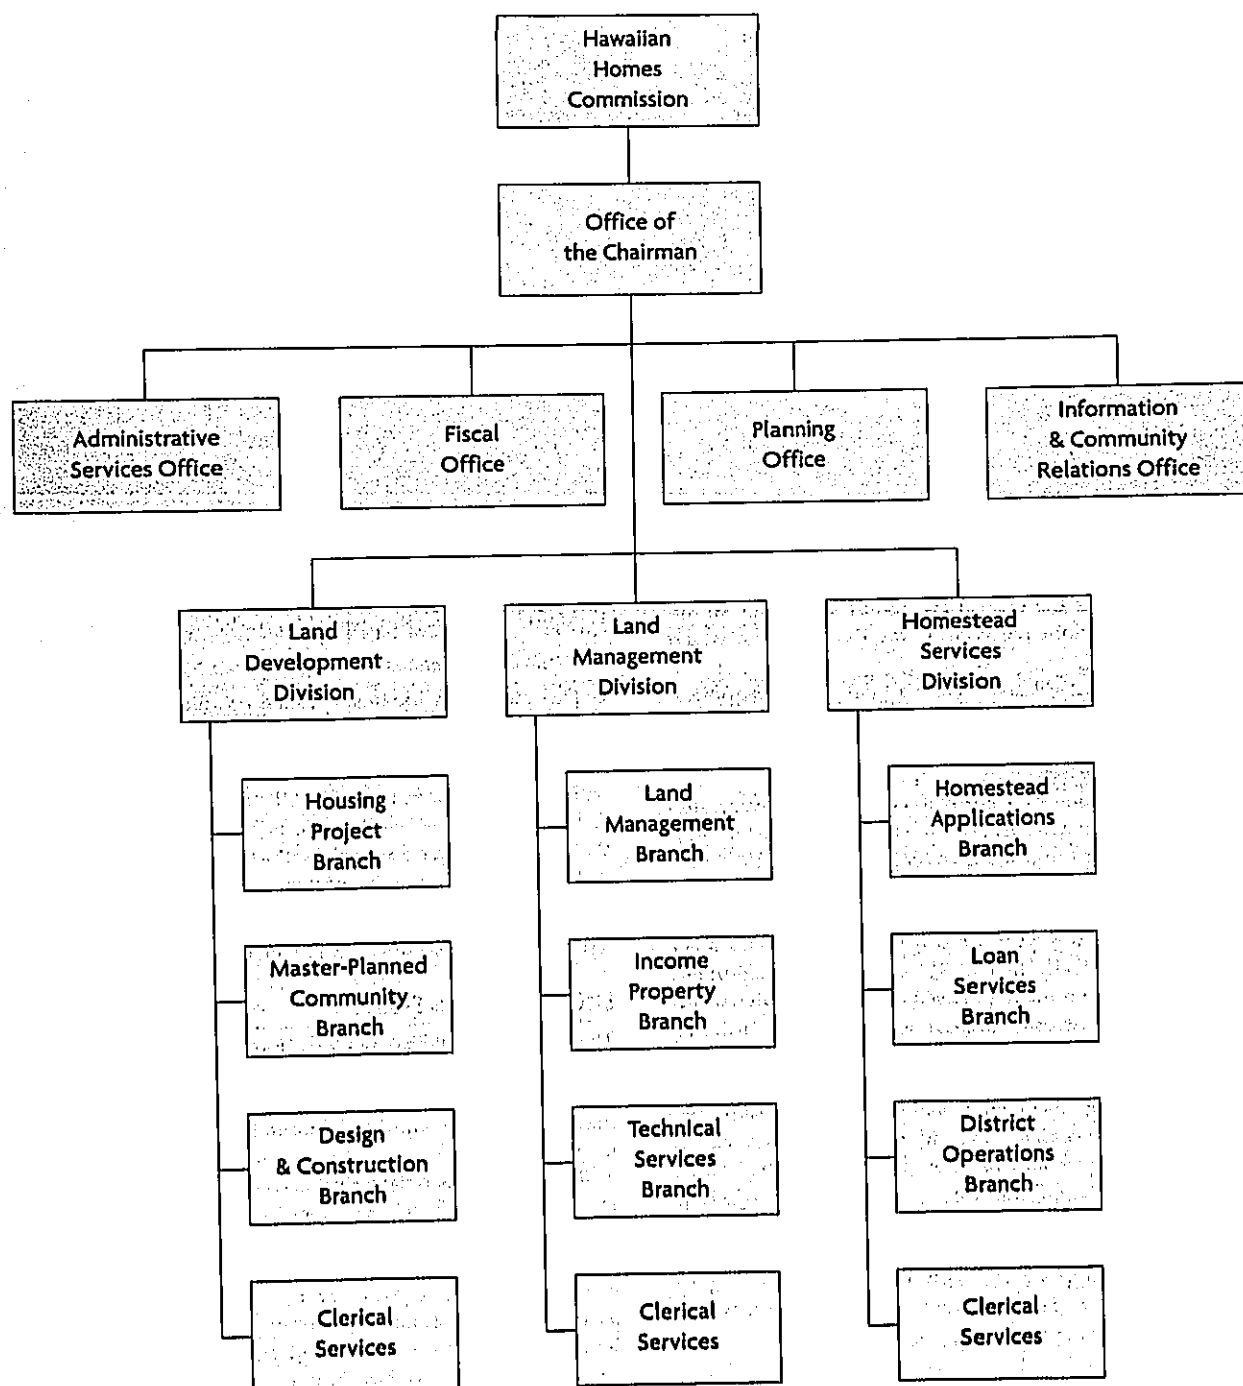 Hawaiian
Homes
Commission
Office of
the Chairman
Administrative
Services Office
Fiscal
Office
Planning
Office
Information
& Community
Relations Office
Land
Development
Division
Land
Management
Division
Homestead
Services
Division
Housing
Project
Branch
Land
Management
Branch
Homestead
Applications
Branch
Master-Planned
Community
Branch
Income
Property
Branch
Loan
Services
Branch
Design
& Construction
Branch
Technical
Services
Branch
District
Operations
Branch
Clerical
Services
Clerical
Services
Clerical
Services